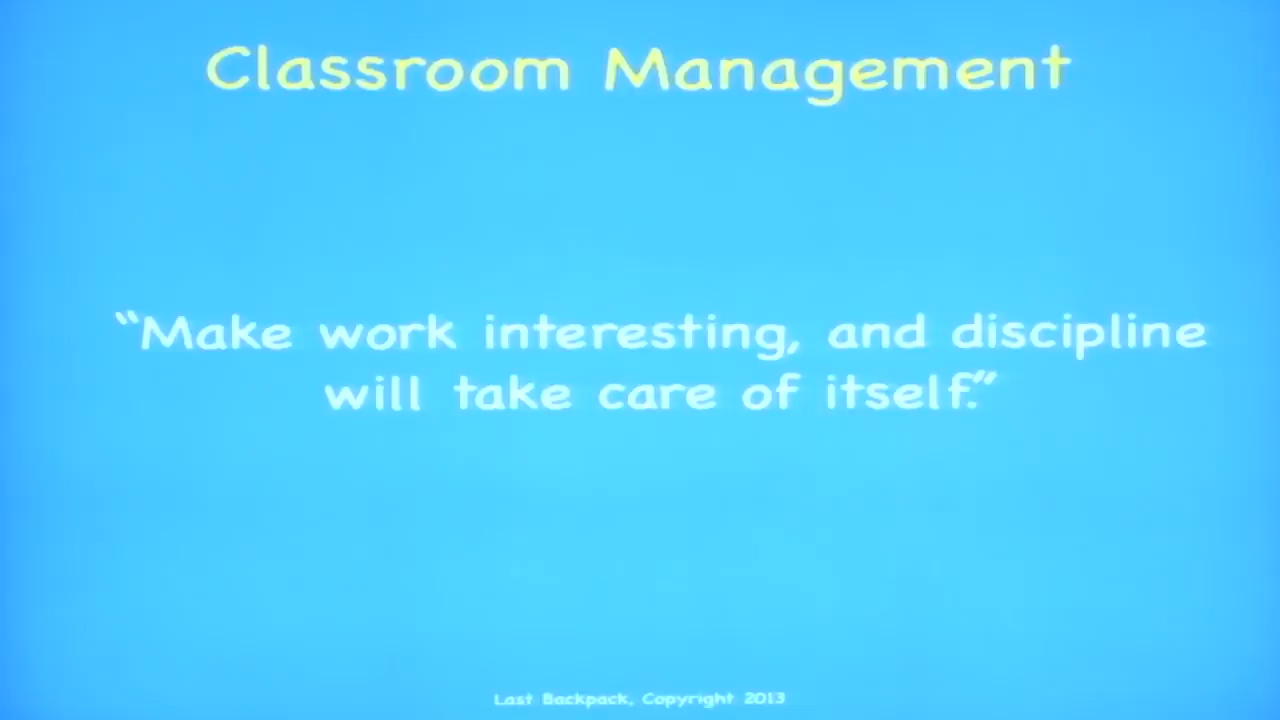 Classroom Management
“Make work interesting, and discipline
will take care of itself.”
Last Backpack, Copyright 2013